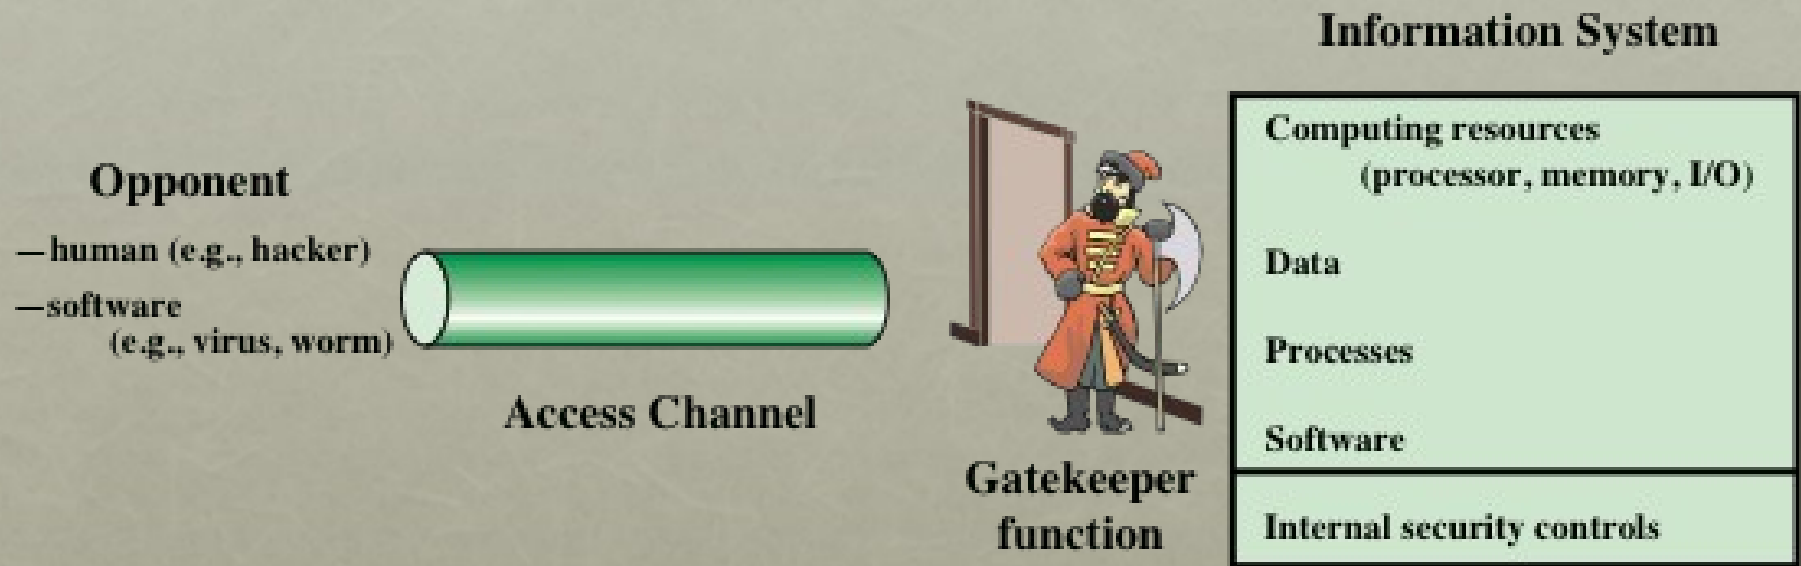 Opponent
—human (e.g., hacker)
—software
(e.g., virus, worm)
Access Channel
Gatekeeper
function
Information System
Computing resources
(processor, memory, I/O)
Data
Processes
Software
Internal security controls